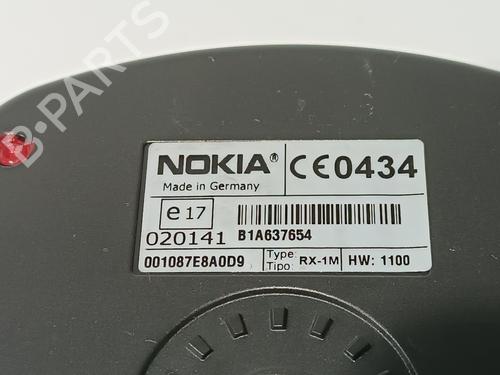 B-PARTS
NOKIA® CE0434
Made in Germany
e17
020141 B1A637654
001087E8A0D9 Type: Tipo: RX-1M HW: 1100